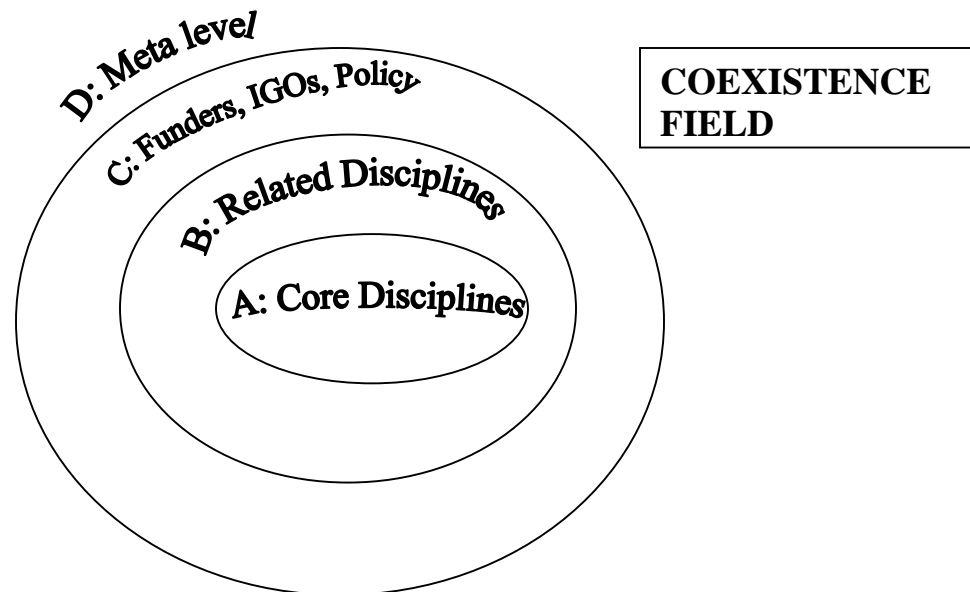 D: Meta level
C: Funders, IGOs, Policy
B: Related Disciplines
A: Core Disciplines
COEXISTENCE
FIELD